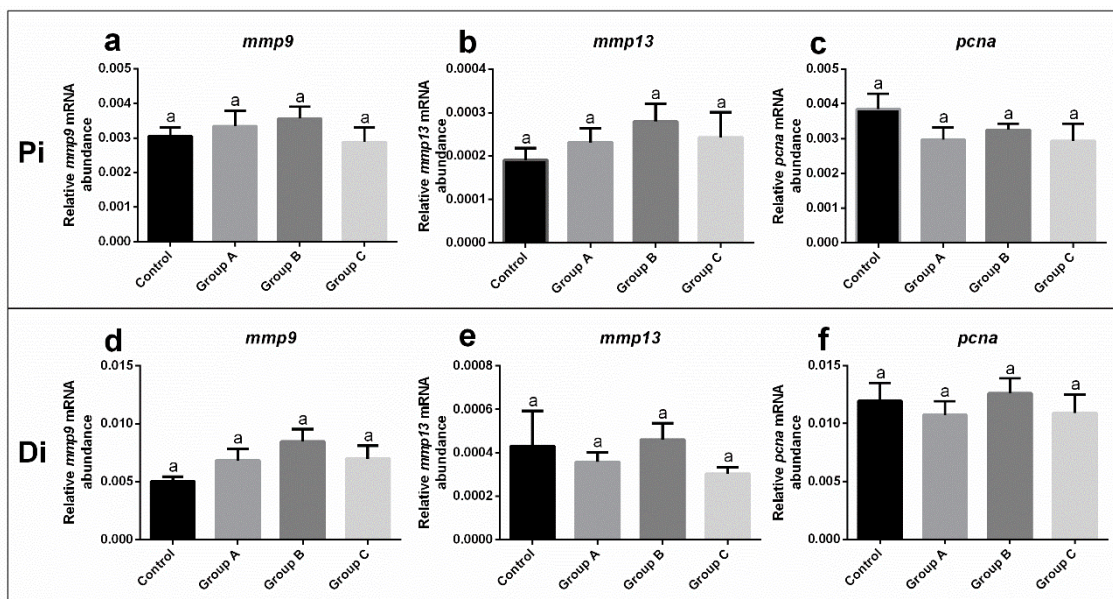 Pi
a
mmp9
Relative mmp9 mRNA
abundance
0.005
0.004
0.003
0.002
0.001
0.000
a
a
a
a
Control
Group A
Group B
Group C
b
mmp13
Relative mmp13 mRNA
abundance
0.0004
0.0003
0.0002
0.0001
0.0000
a
a
a
a
Control
Group A
Group B
Group C
c
pcna
Relative pcna mRNA
abundance
0.005
0.004
0.003
0.002
0.001
0.000
a
a
a
a
Control
Group A
Group B
Group C
Di
d
mmp9
Relative mmp9 mRNA
abundance
0.015
0.010
0.005
0.000
a
a
a
a
Control
Group A
Group B
Group C
e
mmp13
Relative mmp13 mRNA
abundance
0.0008
0.0006
0.0004
0.0002
0.0000
a
a
a
a
Control
Group A
Group B
Group C
f
pcna
Relative pcna mRNA
abundance
0.015
0.010
0.005
0.000
a
a
a
a
Control
Group A
Group B
Group C